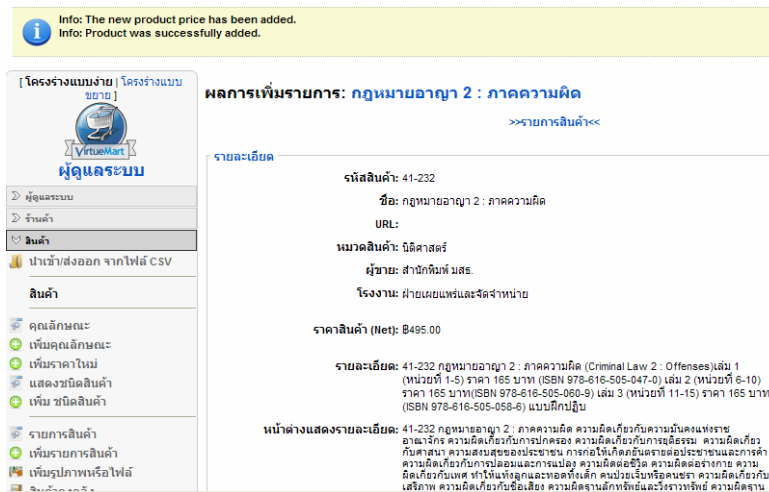 Info: The new product price has been added.
Info: Product was successfully added.
[ โครงร่างแบบง่าย | โครงร่างแบบ
ขยาย ]
VirtueMart
ผู้ดูแลระบบ
ผู้ดูแลระบบ
ร้านค้า
สินค้า
นำเข้า/ส่งออก จากไฟล์ CSV
สินค้า
คุณลักษณะ
เพิ่มคุณลักษณะ
เพิ่มราคาใหม่
แสดงชนิดสินค้า
เพิ่ม ชนิดสินค้า
รายการสินค้า
เพิ่มรายการสินค้า
เพิ่มรูปภาพหรือไฟล์
สินค้าคงคลัง
ผลการเพิ่มรายการ: กฎหมายอาญา 2 : ภาคความผิด
>>รายการสินค้า<<
รายละเอียด
รหัสสินค้า: 41-232
ชื่อ: กฎหมายอาญา 2 : ภาคความผิด
URL:
หมวดสินค้า: นิติศาสตร์
ผู้ขาย: สำนักพิมพ์ มสธ.
โรงงาน: ฝ่ายเผยแพร่และจัดจำหน่าย
ราคาสินค้า (Net): ฿495.00
รายละเอียด: 41-232 กฎหมายอาญา 2 : ภาคความผิด (Criminal Law 2 : Offenses)เล่ม 1
(หน่วยที่ 1-5) ราคา 165 บาท (ISBN 978-616-505-047-0) เล่ม 2 (หน่วยที่ 6-10)
ราคา 165 บาท(ISBN 978-616-505-060-9) เล่ม 3 (หน่วยที่ 11-15) ราคา 165 บาท
(ISBN 978-616-505-058-6) แบบฝึกปฏิบ
หน้าต่างแสดงรายละเอียด: 41-232 กฎหมายอาญา 2 : ภาคความผิด ความผิดเกี่ยวกับความมั่นคงแห่งราช
อาณาจักร ความผิดเกี่ยวกับการปกครอง ความผิดเกี่ยวกับการยุติธรรม ความผิดเกี่ยว
กับศาสนา ความสงบสุขของประชาชน การก่อให้เกิดภยันตรายต่อประชาชนและการค้า
ความผิดเกี่ยวกับการปลอมและการแปลง ความผิดต่อชีวิต ความผิดต่อร่างกาย ความ
ผิดเกี่ยวกับเพศ ทำให้แท้งลูกและทอดทิ้งเด็ก คนป่วยเจ็บหรือคนชรา ความผิดเกี่ยวกับ
เสรีภาพ ความผิดเกี่ยวกับชื่อเสียง ความผิดฐานลักทรัพย์และวิ่งราวทรัพย์ ความผิดฐาน